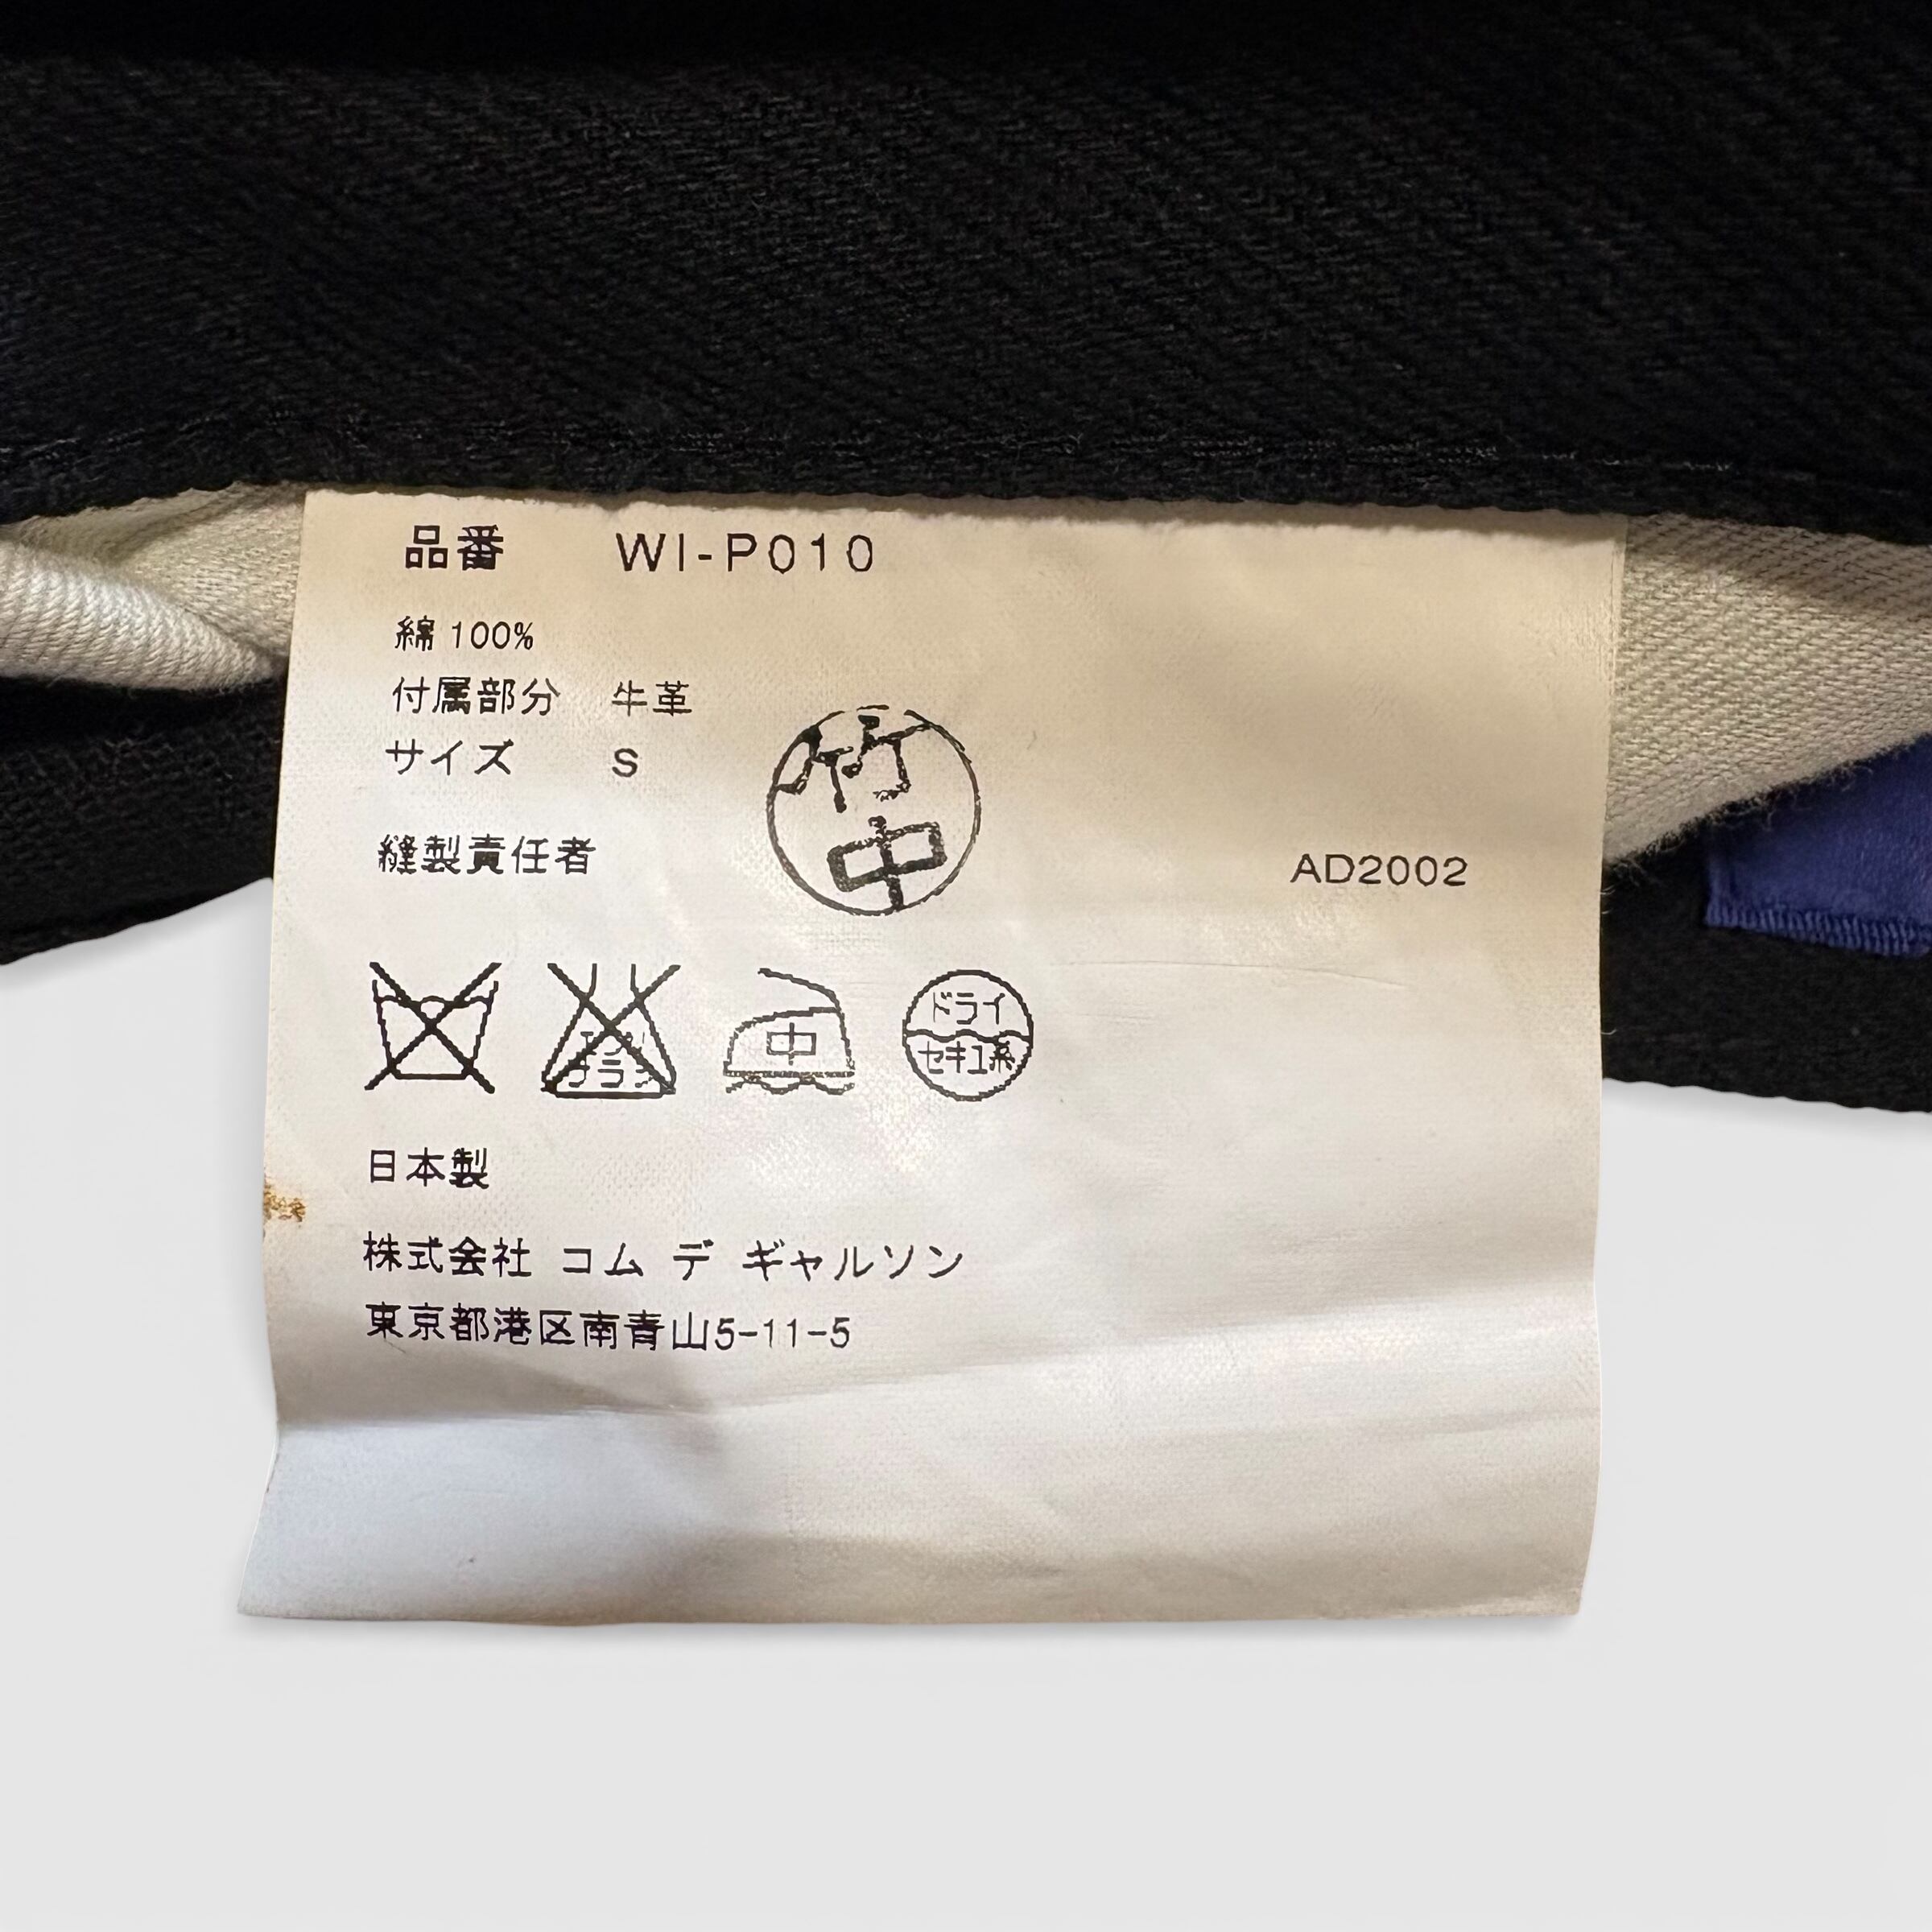 品番 WI-P010
綿 100%
付属部分 牛革
サイズ S
竹中
縫製責任者
AD2002
中
ドライ
セキユ系
日本製
株式会社 コム デ ギャルソン
東京都港区南青山5-11-5